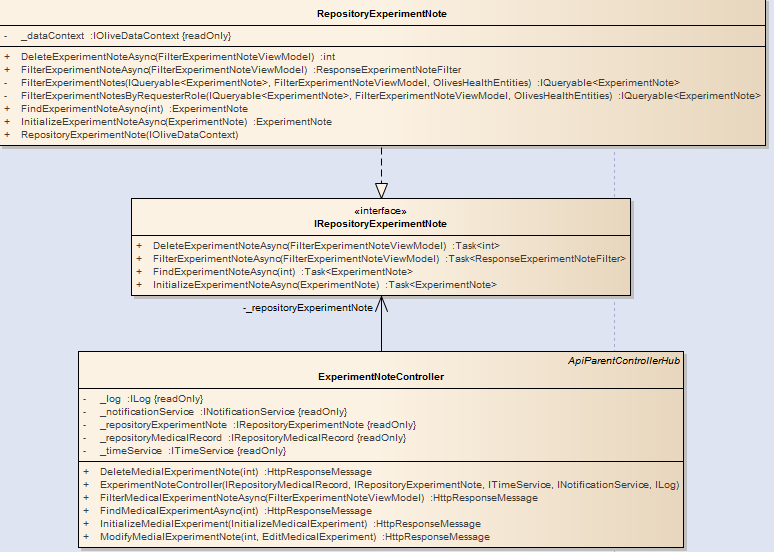 RepositoryExperimentNote
- _dataContext :IOliveDataContext {readOnly}
+ DeleteExperimentNoteAsync(FilterExperimentNoteViewModel) :int
+ FilterExperimentNoteAsync(FilterExperimentNoteViewModel) :ResponseExperimentNoteFilter
- FilterExperimentNotes(IQueryable<ExperimentNote>, FilterExperimentNoteViewModel, OlivesHealthEntities) :IQueryable<ExperimentNote>
- FilterExperimentNotesByRequesterRole(IQueryable<ExperimentNote>, FilterExperimentNoteViewModel, OlivesHealthEntities) :IQueryable<ExperimentNote>
+ FindExperimentNoteAsync(int) :ExperimentNote
+ InitializeExperimentNoteAsync(ExperimentNote) :ExperimentNote
+ RepositoryExperimentNote(IOliveDataContext)
«interface»
IRepositoryExperimentNote
+ DeleteExperimentNoteAsync(FilterExperimentNoteViewModel) :Task<int>
+ FilterExperimentNoteAsync(FilterExperimentNoteViewModel) :Task<ResponseExperimentNoteFilter>
+ FindExperimentNoteAsync(int) :Task<ExperimentNote>
+ InitializeExperimentNoteAsync(ExperimentNote) :Task<ExperimentNote>
-_repositoryExperimentNote
ApiParentControllerHub
ExperimentNoteController
- _log :ILog {readOnly}
- _notificationService :INotificationService {readOnly}
- _repositoryExperimentNote :IRepositoryExperimentNote {readOnly}
- _repositoryMedicalRecord :IRepositoryMedicalRecord {readOnly}
- _timeService :ITimeService {readOnly}
+ DeleteMedialExperimentNote(int) :HttpResponseMessage
+ ExperimentNoteController(IRepositoryMedicalRecord, IRepositoryExperimentNote, ITimeService, INotificationService, ILog)
+ FilterMedicalExperimentNoteAsync(FilterExperimentNoteViewModel) :HttpResponseMessage
+ FindMedicalExperimentAsync(int) :HttpResponseMessage
+ InitializeMedialExperiment(InitializeMedicalExperiment) :HttpResponseMessage
+ ModifyMedialExperimentNote(int, EditMedicalExperiment) :HttpResponseMessage